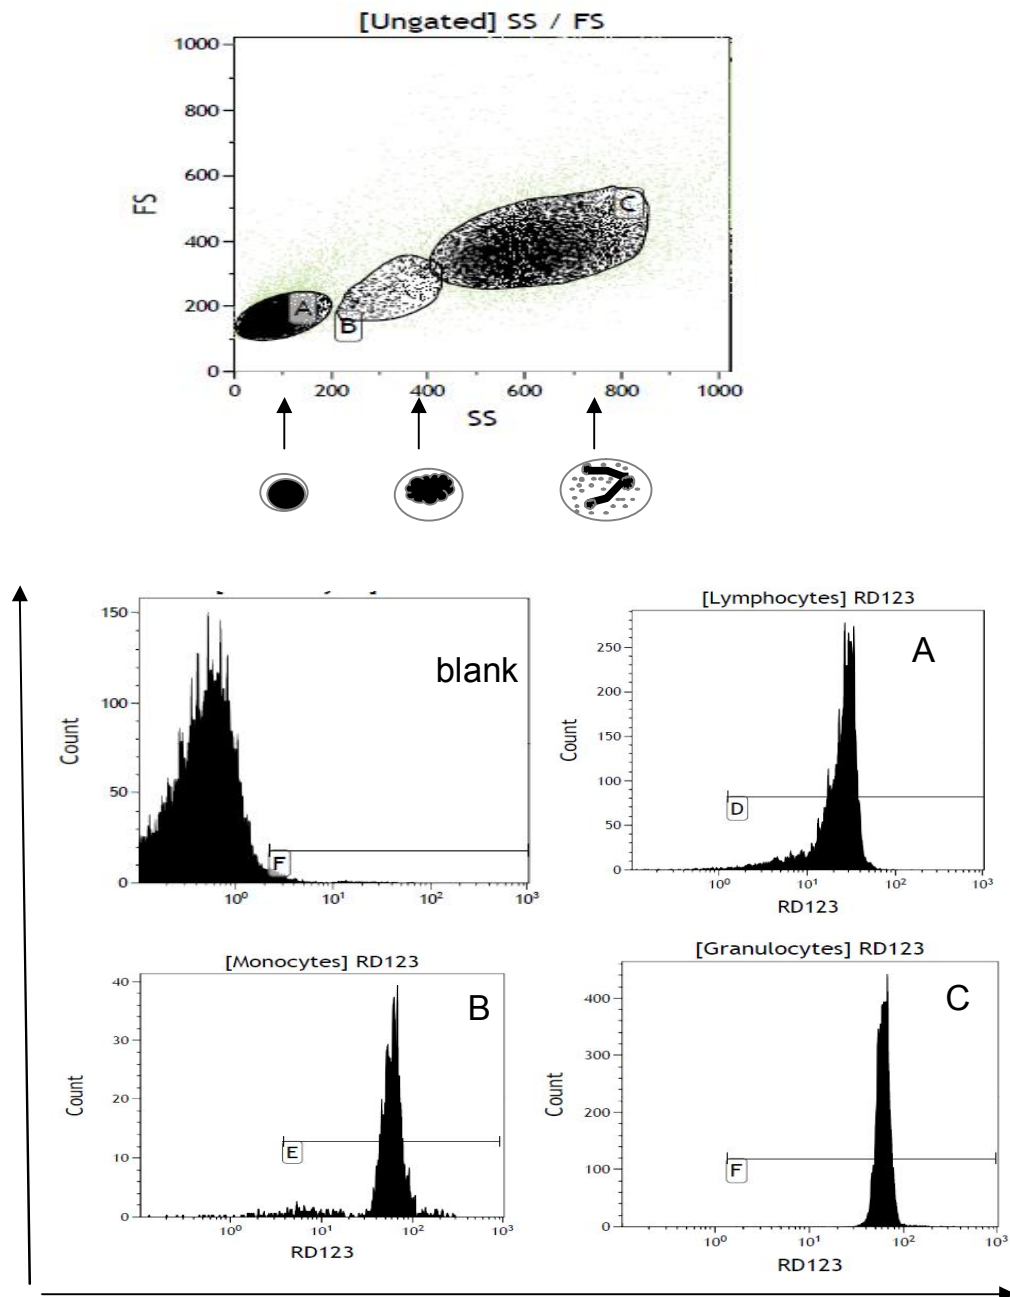 [Ungated] SS / FS
1000
800
600
400
200
0
FS
A
B
C
0 200 400 600 800 1000
SS
150
100
50
0
Count
blank
F
10⁰ 10¹ 10² 10³
[Lymphocytes] RD123
250
200
150
100
50
0
Count
A
D
10⁰ 10¹ 10² 10³
RD123
[Monocytes] RD123
40
30
20
10
0
Count
B
E
10⁰ 10¹ 10² 10³
RD123
[Granulocytes] RD123
400
300
200
100
0
Count
C
F
10⁰ 10¹ 10² 10³
RD123